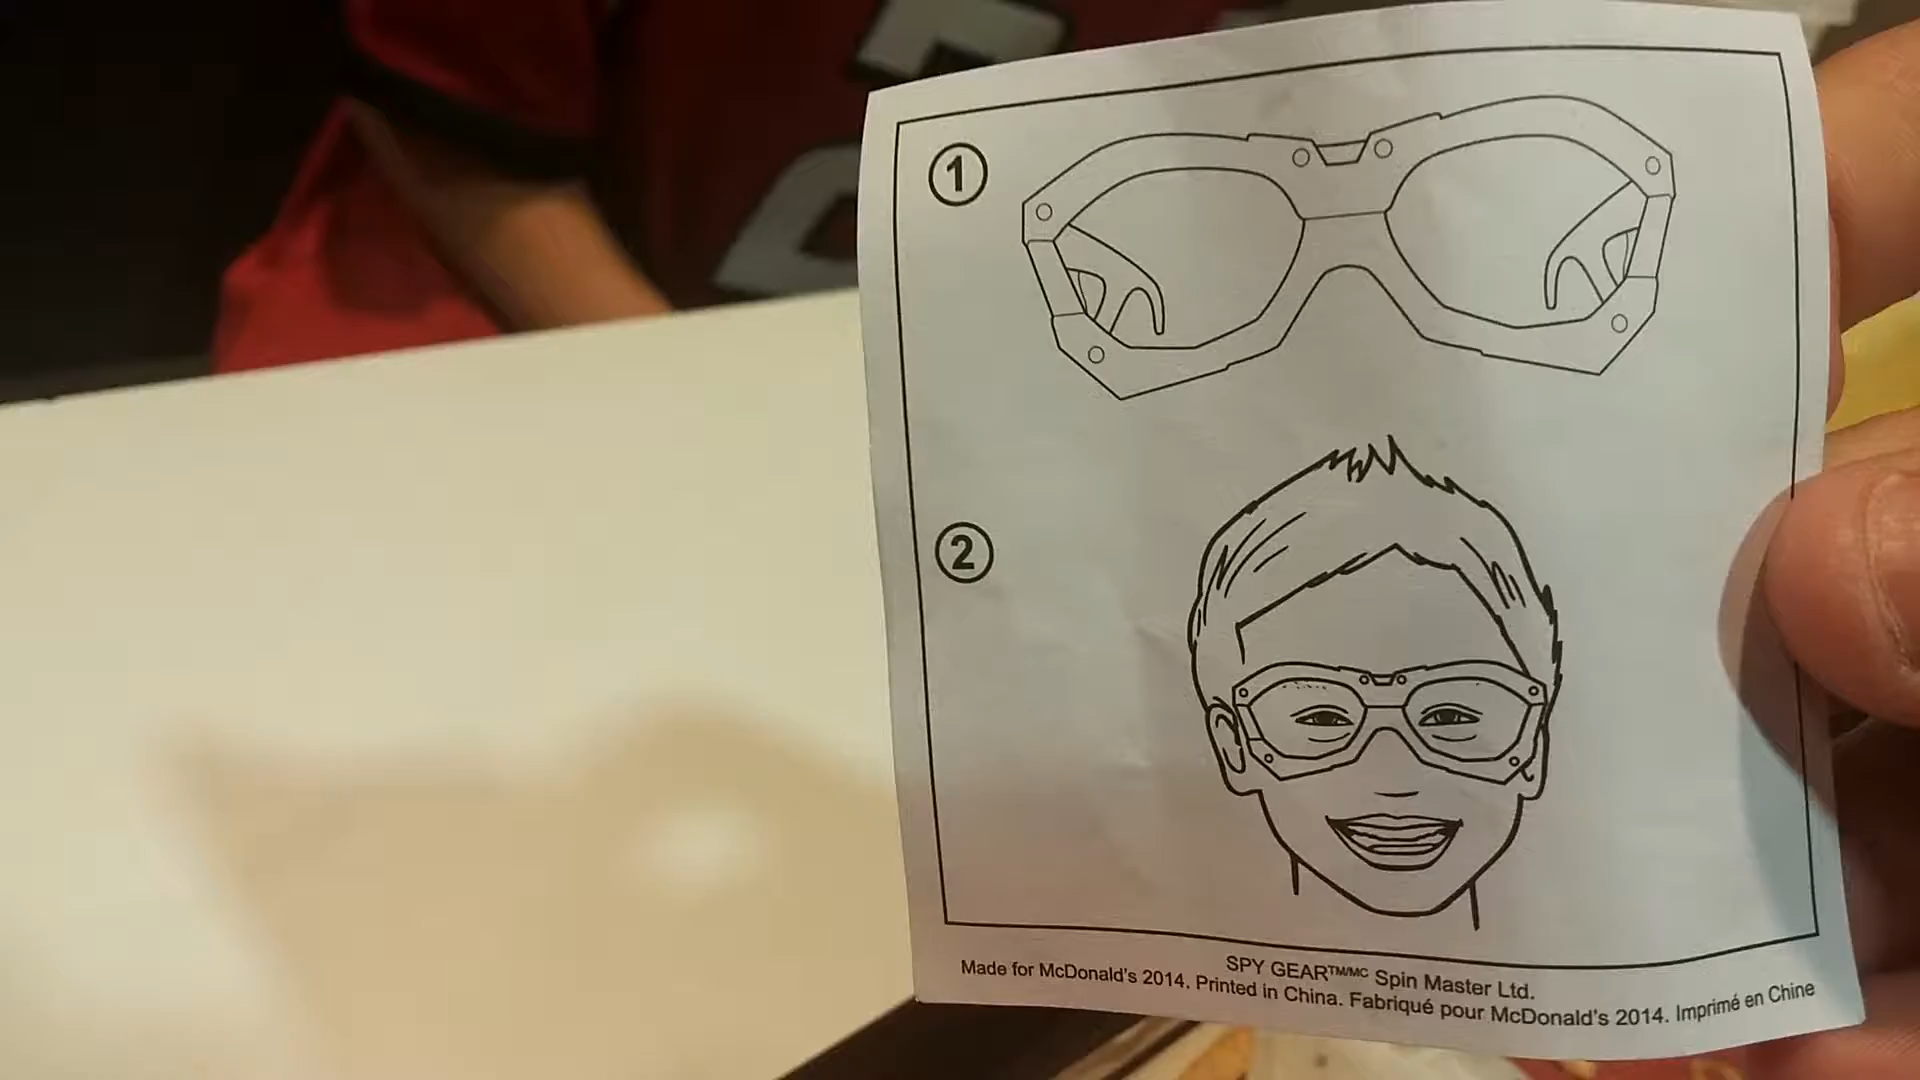 1
2
SPY GEAR™/MC Spin Master Ltd.
Made for McDonald's 2014. Printed in China. Fabriqué pour McDonald's 2014. Imprimé en Chine